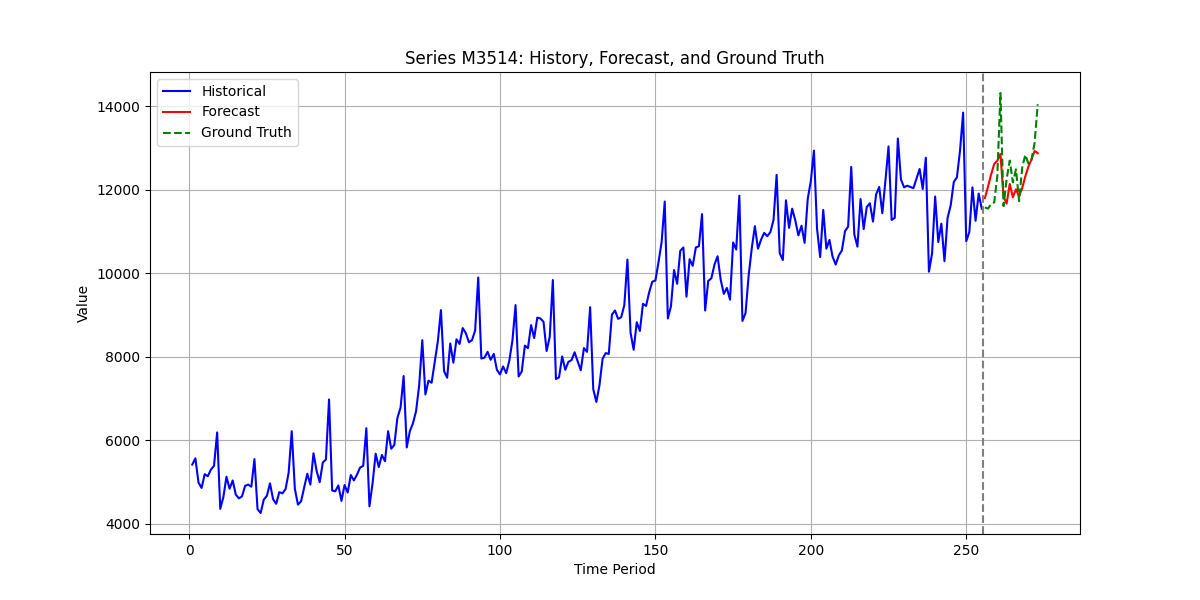 Series M3514: History, Forecast, and Ground Truth
Historical
Forecast
Ground Truth
14000
12000
10000
8000
6000
4000
Value
0 50 100 150 200 250
Time Period